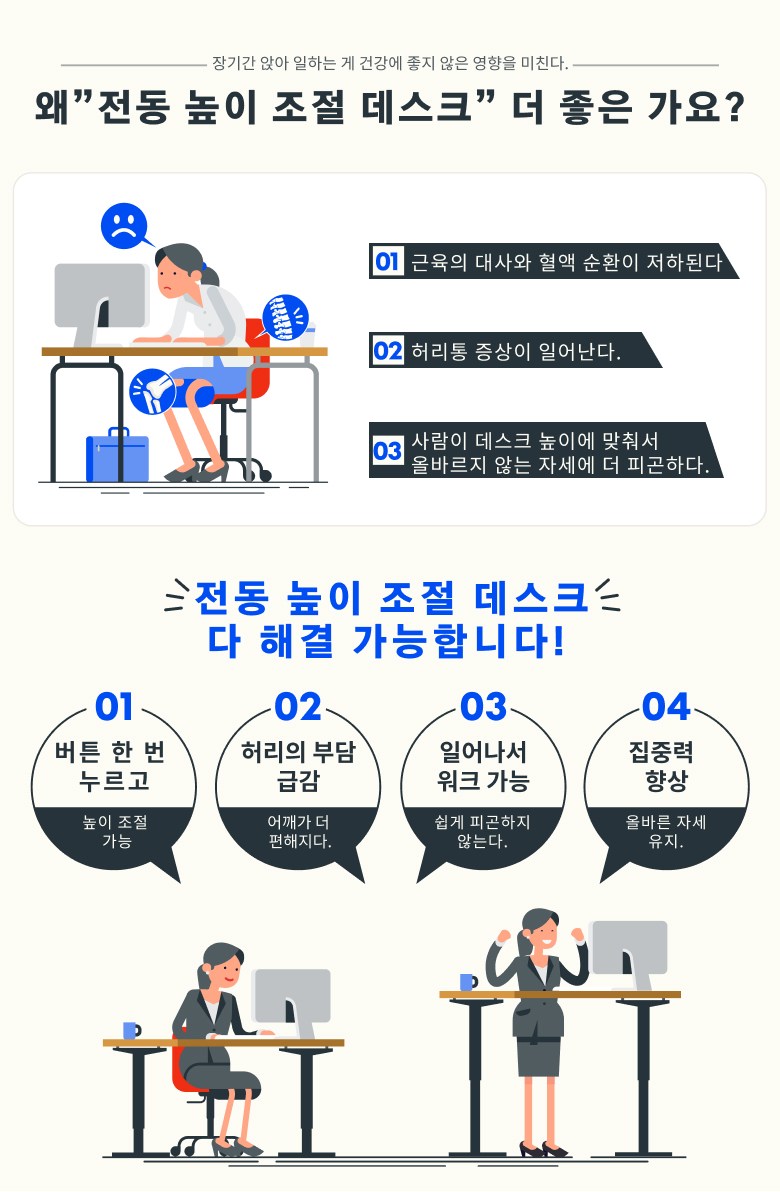 장기간 앉아 일하는 게 건강에 좋지 않은 영향을 미친다.
왜”전동 높이 조절 데스크” 더 좋은 가요?
01 근육의 대사와 혈액 순환이 저하된다
02 허리통 증상이 일어난다.
03 사람이 데스크 높이에 맞춰서
올바르지 않는 자세에 더 피곤하다.
전동 높이 조절 데스크
다 해결 가능합니다!
01
버튼 한 번
누르고
높이 조절
가능
02
허리의 부담
급감
어깨가 더
편해지다.
03
일어나서
워크 가능
쉽게 피곤하지
않는다.
04
집중력
향상
올바른 자세
유지.